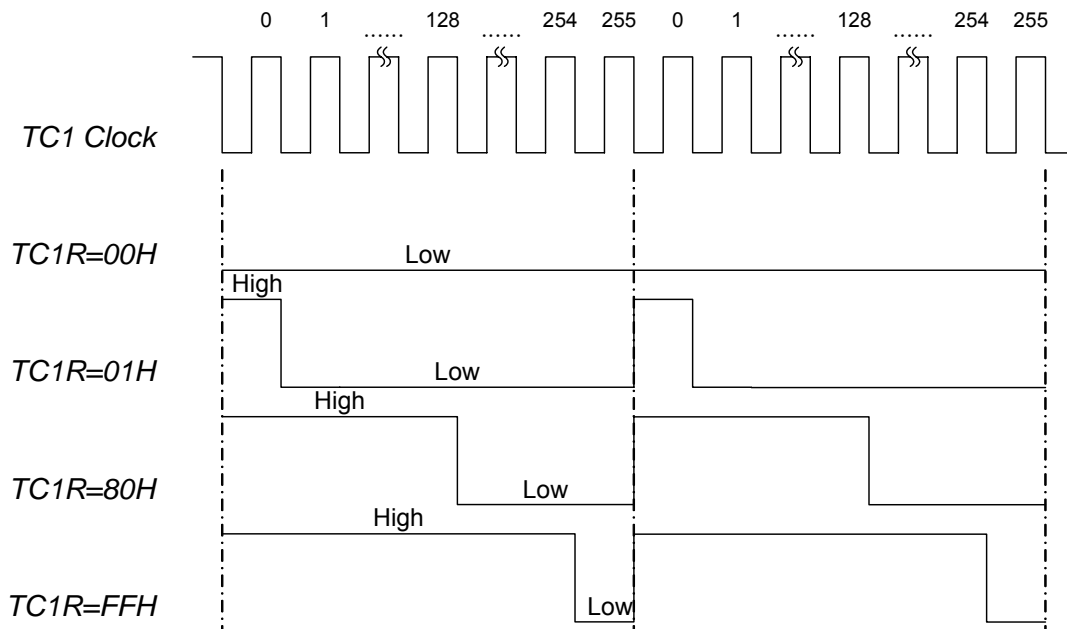 0 1 ...... 128 ...... 254 255 0 1 ...... 128 ...... 254 255
TC1 Clock
TC1R=00H
Low
High
TC1R=01H
Low
High
TC1R=80H
Low
High
TC1R=FFH
Low